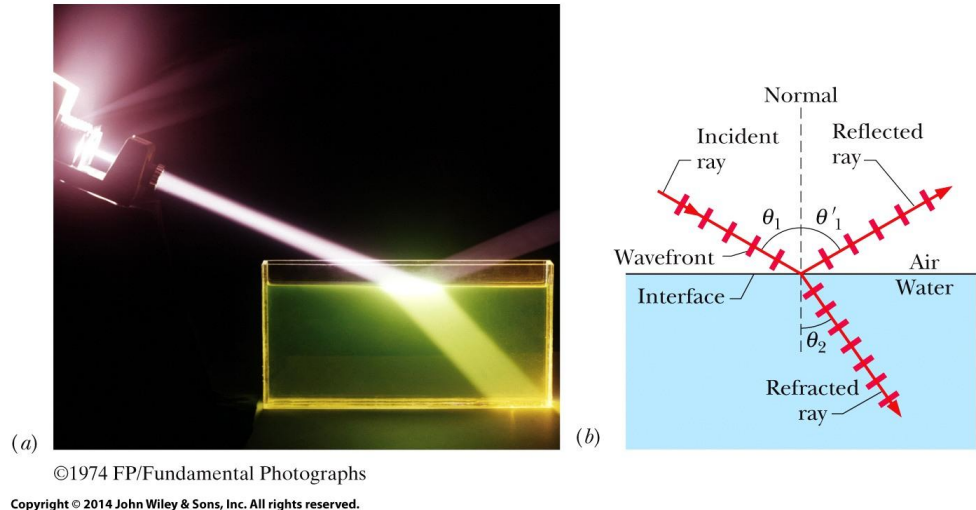 Normal
Incident
ray
Reflected
ray
θ₁
θ′₁
Wavefront
Air
Interface
Water
θ₂
Refracted
ray
(a)
(b)
©1974 FP/Fundamental Photographs
Copyright © 2014 John Wiley & Sons, Inc. All rights reserved.